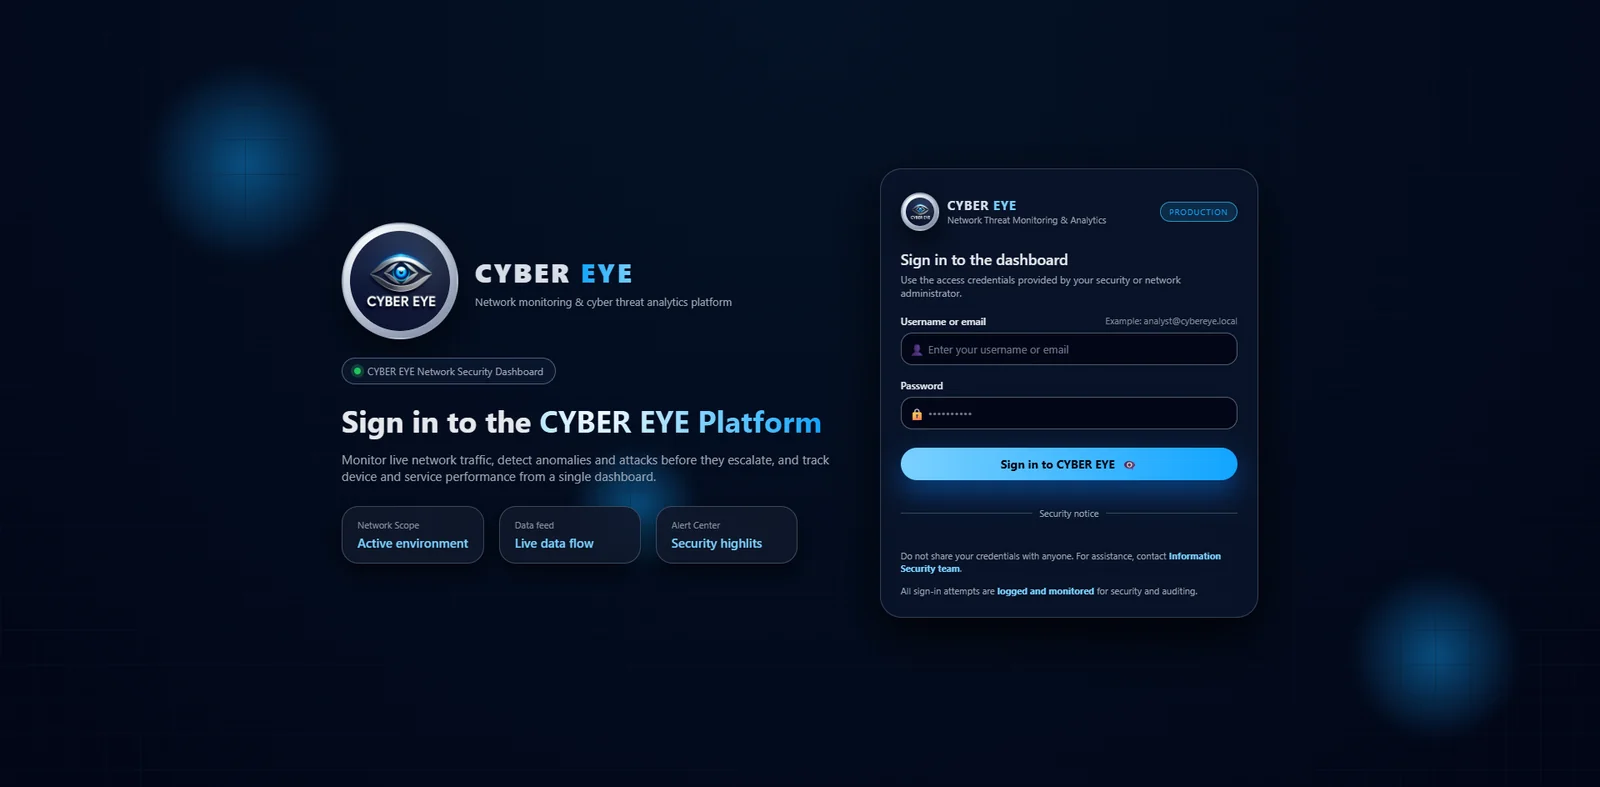 CYBER EYE
CYBER EYE
Network monitoring & cyber threat analytics platform
CYBER EYE Network Security Dashboard
Sign in to the CYBER EYE Platform
Monitor live network traffic, detect anomalies and attacks before they escalate, and track
device and service performance from a single dashboard.
Network Scope
Active environment
Data feed
Live data flow
Alert Center
Security highlits
CYBER EYE
CYBER EYE
Network Threat Monitoring & Analytics
PRODUCTION
Sign in to the dashboard
Use the access credentials provided by your security or network
administrator.
Username or email
Example: analyst@cybereye.local
Enter your username or email
Password
••••••••••
Sign in to CYBER EYE
Security notice
Do not share your credentials with anyone. For assistance, contact Information
Security team.
All sign-in attempts are logged and monitored for security and auditing.